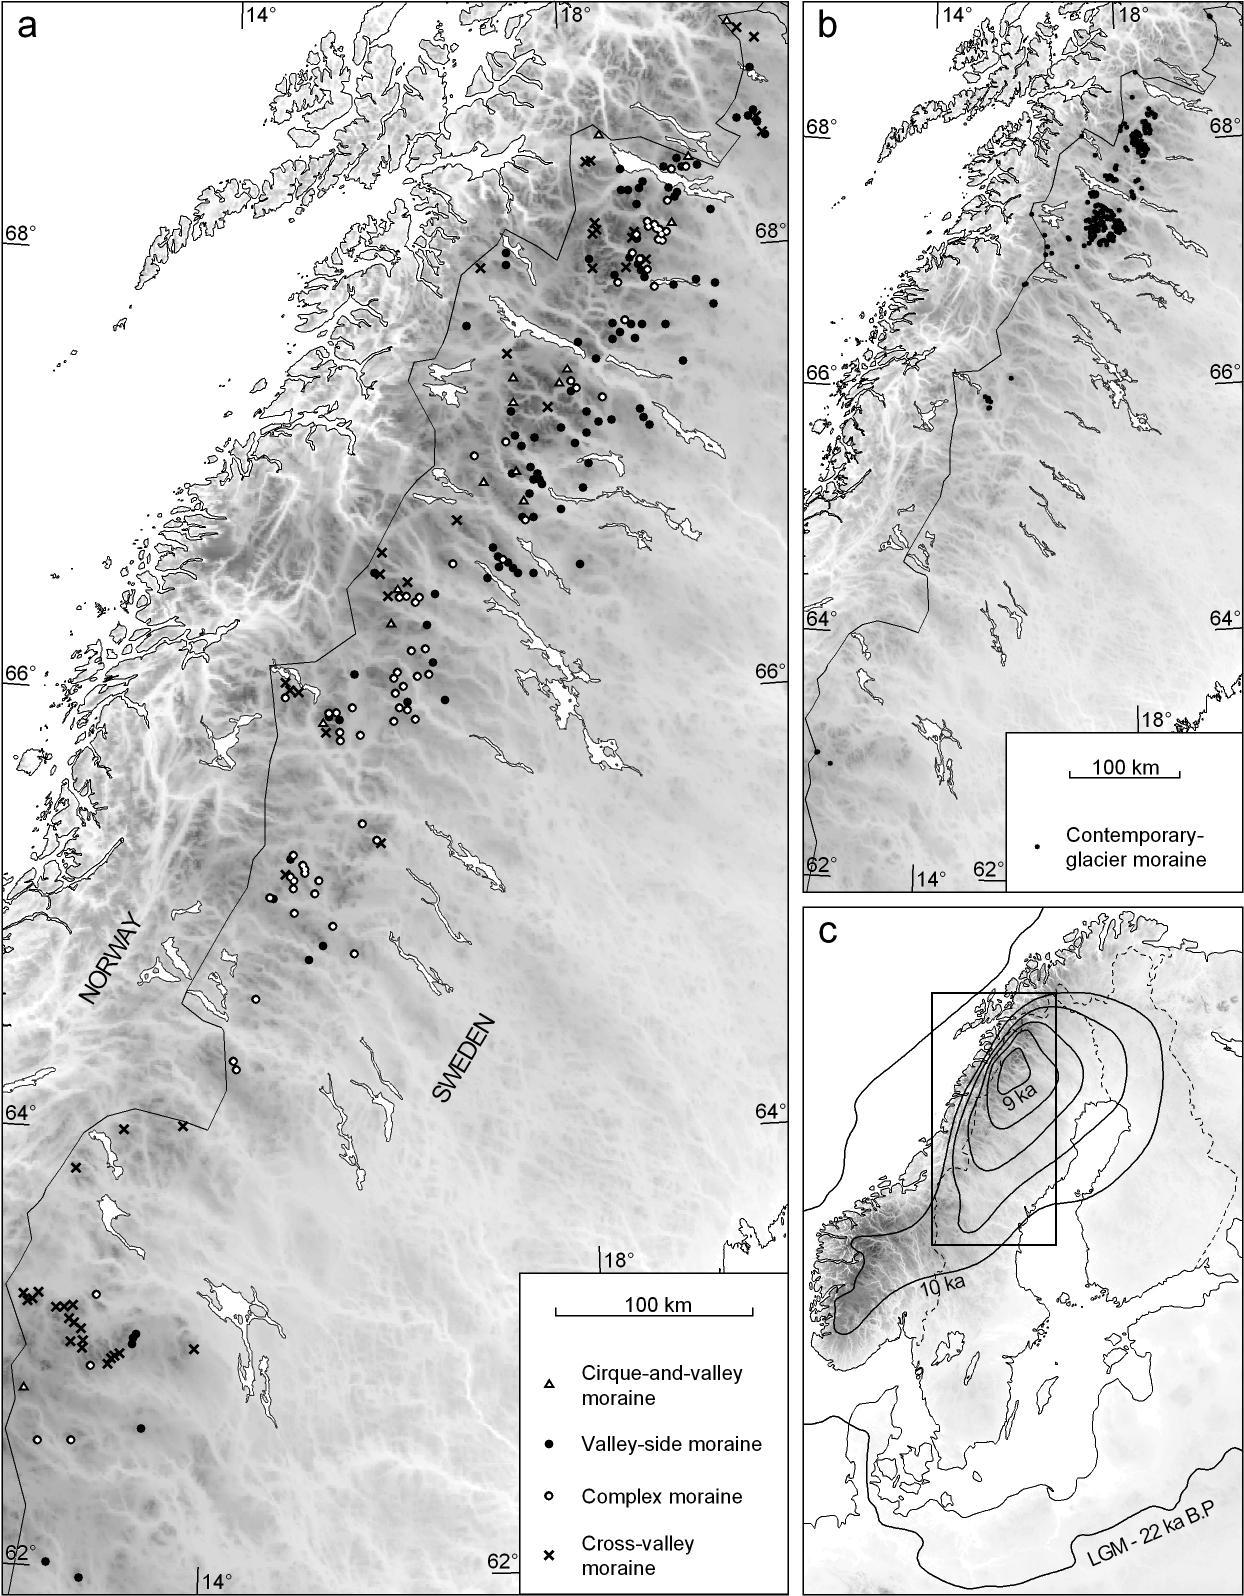 a
14°
18°
68°
68°
66°
66°
NORWAY
SWEDEN
64°
64°
18°
62°
62°
14°
100 km
Cirque-and-valley
moraine
Valley-side moraine
Complex moraine
Cross-valley
moraine
b
14°
18°
68°
68°
66°
66°
64°
64°
18°
62°
62°
14°
100 km
Contemporary-
glacier moraine
c
9 ka
10 ka
LGM - 22 ka B.P